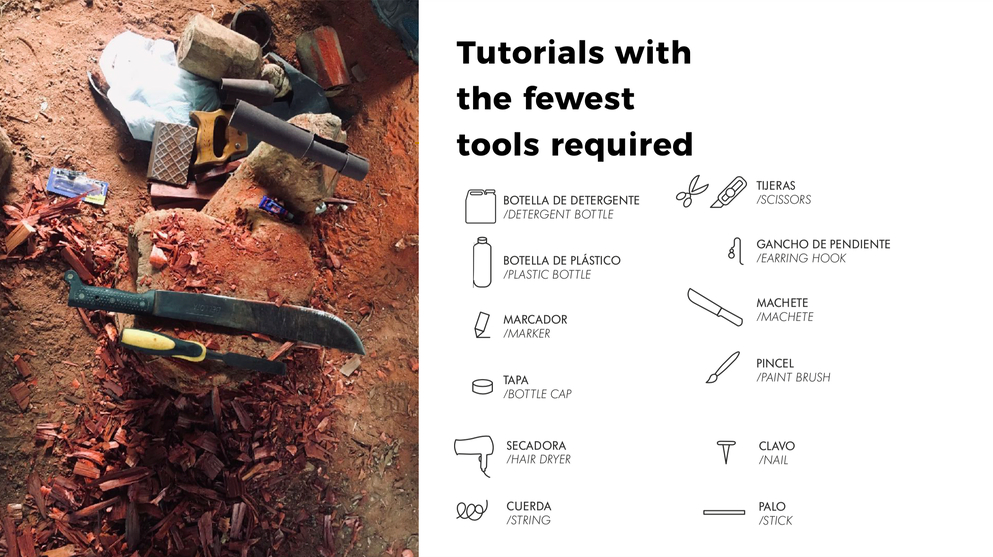 Tutorials with
the fewest
tools required
BOTELLA DE DETERGENTE
/DETERGENT BOTTLE
BOTELLA DE PLÁSTICO
/PLASTIC BOTTLE
MARCADOR
/MARKER
TAPA
/BOTTLE CAP
SECADORA
/HAIR DRYER
CUERDA
/STRING
TIJERAS
/SCISSORS
GANCHO DE PENDIENTE
/EARRING HOOK
MACHETE
/MACHETE
PINCEL
/PAINT BRUSH
CLAVO
/NAIL
PALO
/STICK